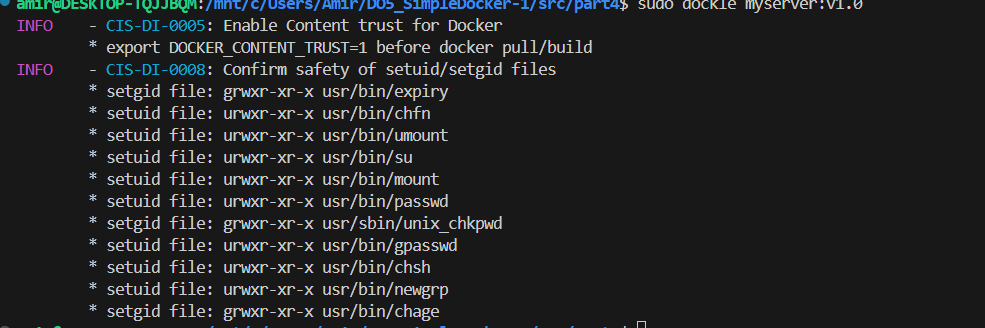 amir@DESKTOP-TQJJBQM:/mnt/c/Users/Amir/DO5_SimpleDocker-1/src/part4$ sudo dockle myserver:v1.0
INFO - CIS-DI-0005: Enable Content trust for Docker
* export DOCKER_CONTENT_TRUST=1 before docker pull/build
INFO - CIS-DI-0008: Confirm safety of setuid/setgid files
* setgid file: grwxr-xr-x usr/bin/expiry
* setuid file: urwxr-xr-x usr/bin/chfn
* setuid file: urwxr-xr-x usr/bin/umount
* setuid file: urwxr-xr-x usr/bin/su
* setuid file: urwxr-xr-x usr/bin/mount
* setuid file: urwxr-xr-x usr/bin/passwd
* setgid file: grwxr-xr-x usr/sbin/unix_chkpwd
* setuid file: urwxr-xr-x usr/bin/gpasswd
* setuid file: urwxr-xr-x usr/bin/chsh
* setuid file: urwxr-xr-x usr/bin/newgrp
* setgid file: grwxr-xr-x usr/bin/chage